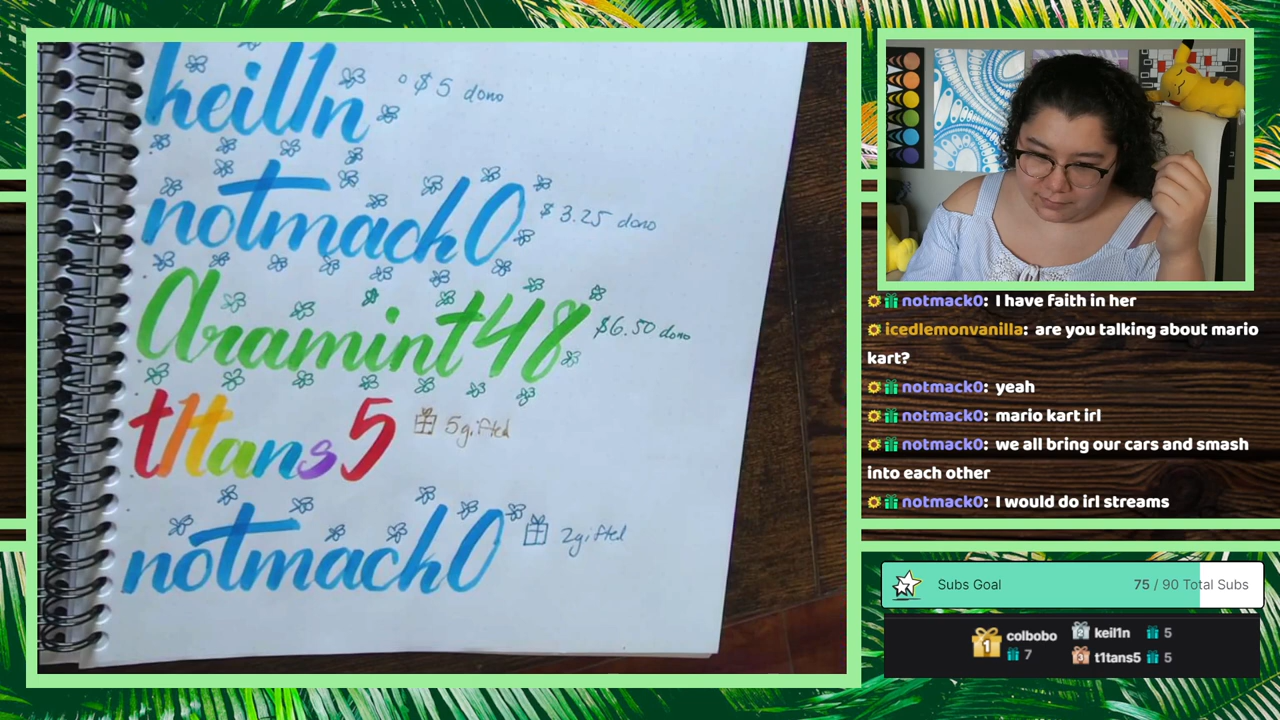 keil1n $5 dono
notmack0 $3.25 dono
Aramint48 $6.50 dono
t1tans5 5 gifted
notmack0 2 gifted
notmack0: I have faith in her
icedlemonvanilla: are you talking about mario
kart?
notmack0: yeah
notmack0: mario kart irl
notmack0: we all bring our cars and smash
into each other
notmack0: I would do irl streams
Subs Goal 75 / 90 Total Subs
1 colbobo 7
2 keil1n 5
3 t1tans5 5